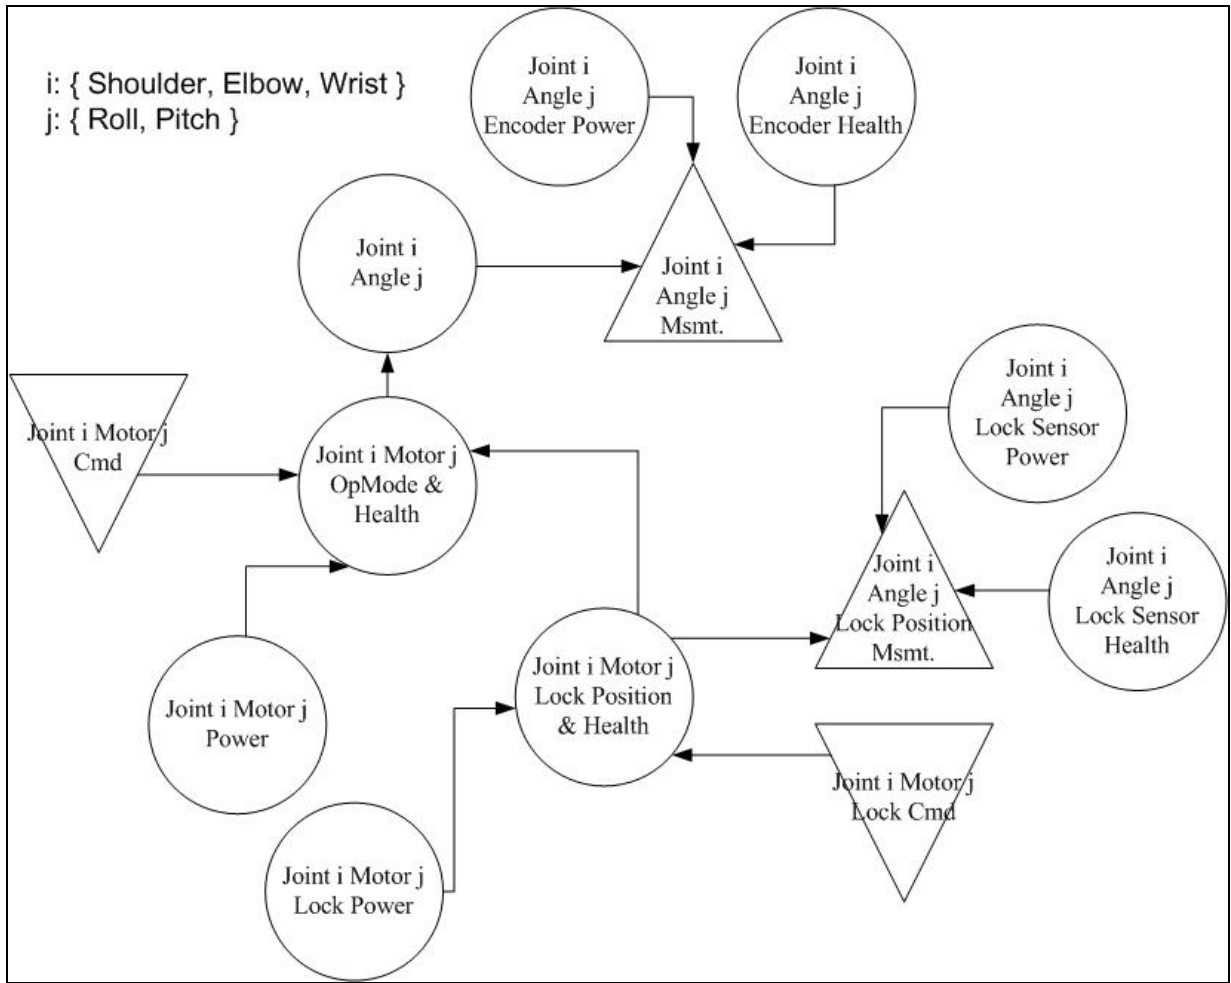 i: { Shoulder, Elbow, Wrist }
j: { Roll, Pitch }
Joint i
Angle j
Encoder Power
Joint i
Angle j
Encoder Health
Joint i
Angle j
Joint i
Angle j
Msmt.
Joint i Motor j
Cmd
Joint i Motor j
OpMode &
Health
Joint i
Angle j
Lock Sensor
Power
Joint i
Angle j
Lock Position
Msmt.
Joint i
Angle j
Lock Sensor
Health
Joint i Motor j
Power
Joint i Motor j
Lock Position
& Health
Joint i Motor j
Lock Cmd
Joint i Motor j
Lock Power